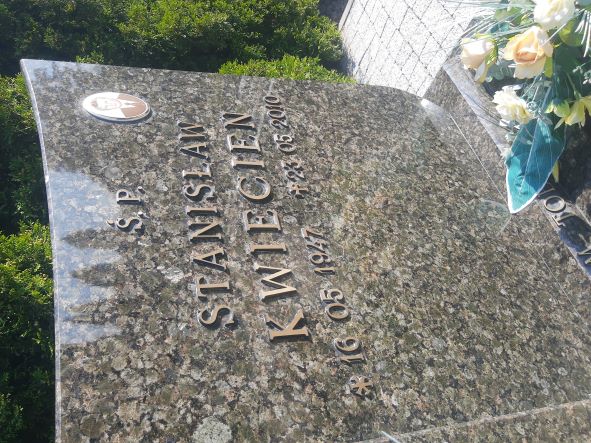 Ś.P.
STANISŁAW
KWIECIEŃ
* 16 05 1947 +23.05.2010